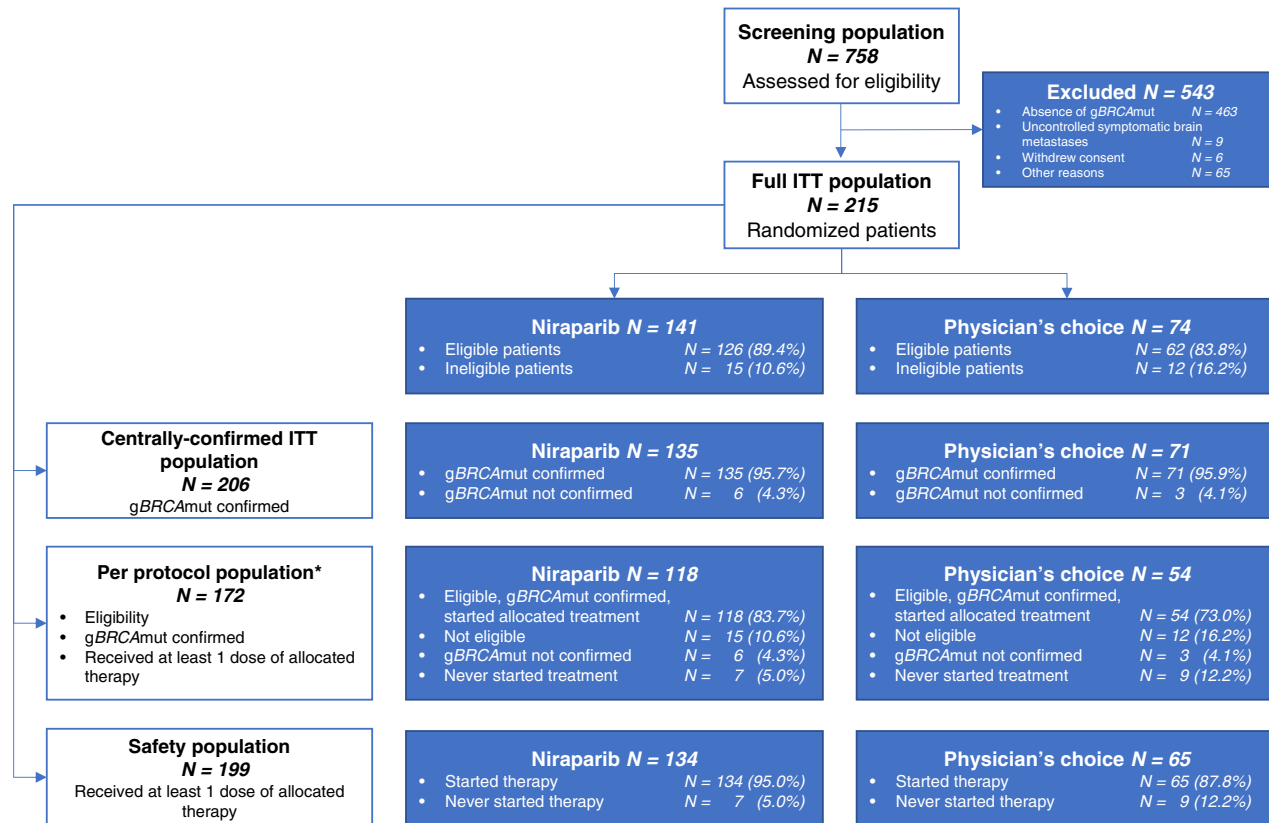 Screening population
N = 758
Assessed for eligibility
Excluded N = 543
• Absence of gBRCAmut N = 463
• Uncontrolled symptomatic brain
metastases N = 9
• Withdrew consent N = 6
• Other reasons N = 65
Full ITT population
N = 215
Randomized patients
Niraparib N = 141
• Eligible patients N = 126 (89.4%)
• Ineligible patients N = 15 (10.6%)
Physician's choice N = 74
• Eligible patients N = 62 (83.8%)
• Ineligible patients N = 12 (16.2%)
Centrally-confirmed ITT
population
N = 206
gBRCAmut confirmed
Niraparib N = 135
• gBRCAmut confirmed N = 135 (95.7%)
• gBRCAmut not confirmed N = 6 (4.3%)
Physician's choice N = 71
• gBRCAmut confirmed N = 71 (95.9%)
• gBRCAmut not confirmed N = 3 (4.1%)
Per protocol population*
N = 172
• Eligibility
• gBRCAmut confirmed
• Received at least 1 dose of allocated
therapy
Niraparib N = 118
• Eligible, gBRCAmut confirmed,
started allocated treatment N = 118 (83.7%)
• Not eligible N = 15 (10.6%)
• gBRCAmut not confirmed N = 6 (4.3%)
• Never started treatment N = 7 (5.0%)
Physician's choice N = 54
• Eligible, gBRCAmut confirmed,
started allocated treatment N = 54 (73.0%)
• Not eligible N = 12 (16.2%)
• gBRCAmut not confirmed N = 3 (4.1%)
• Never started treatment N = 9 (12.2%)
Safety population
N = 199
Received at least 1 dose of allocated
therapy
Niraparib N = 134
• Started therapy N = 134 (95.0%)
• Never started therapy N = 7 (5.0%)
Physician's choice N = 65
• Started therapy N = 65 (87.8%)
• Never started therapy N = 9 (12.2%)